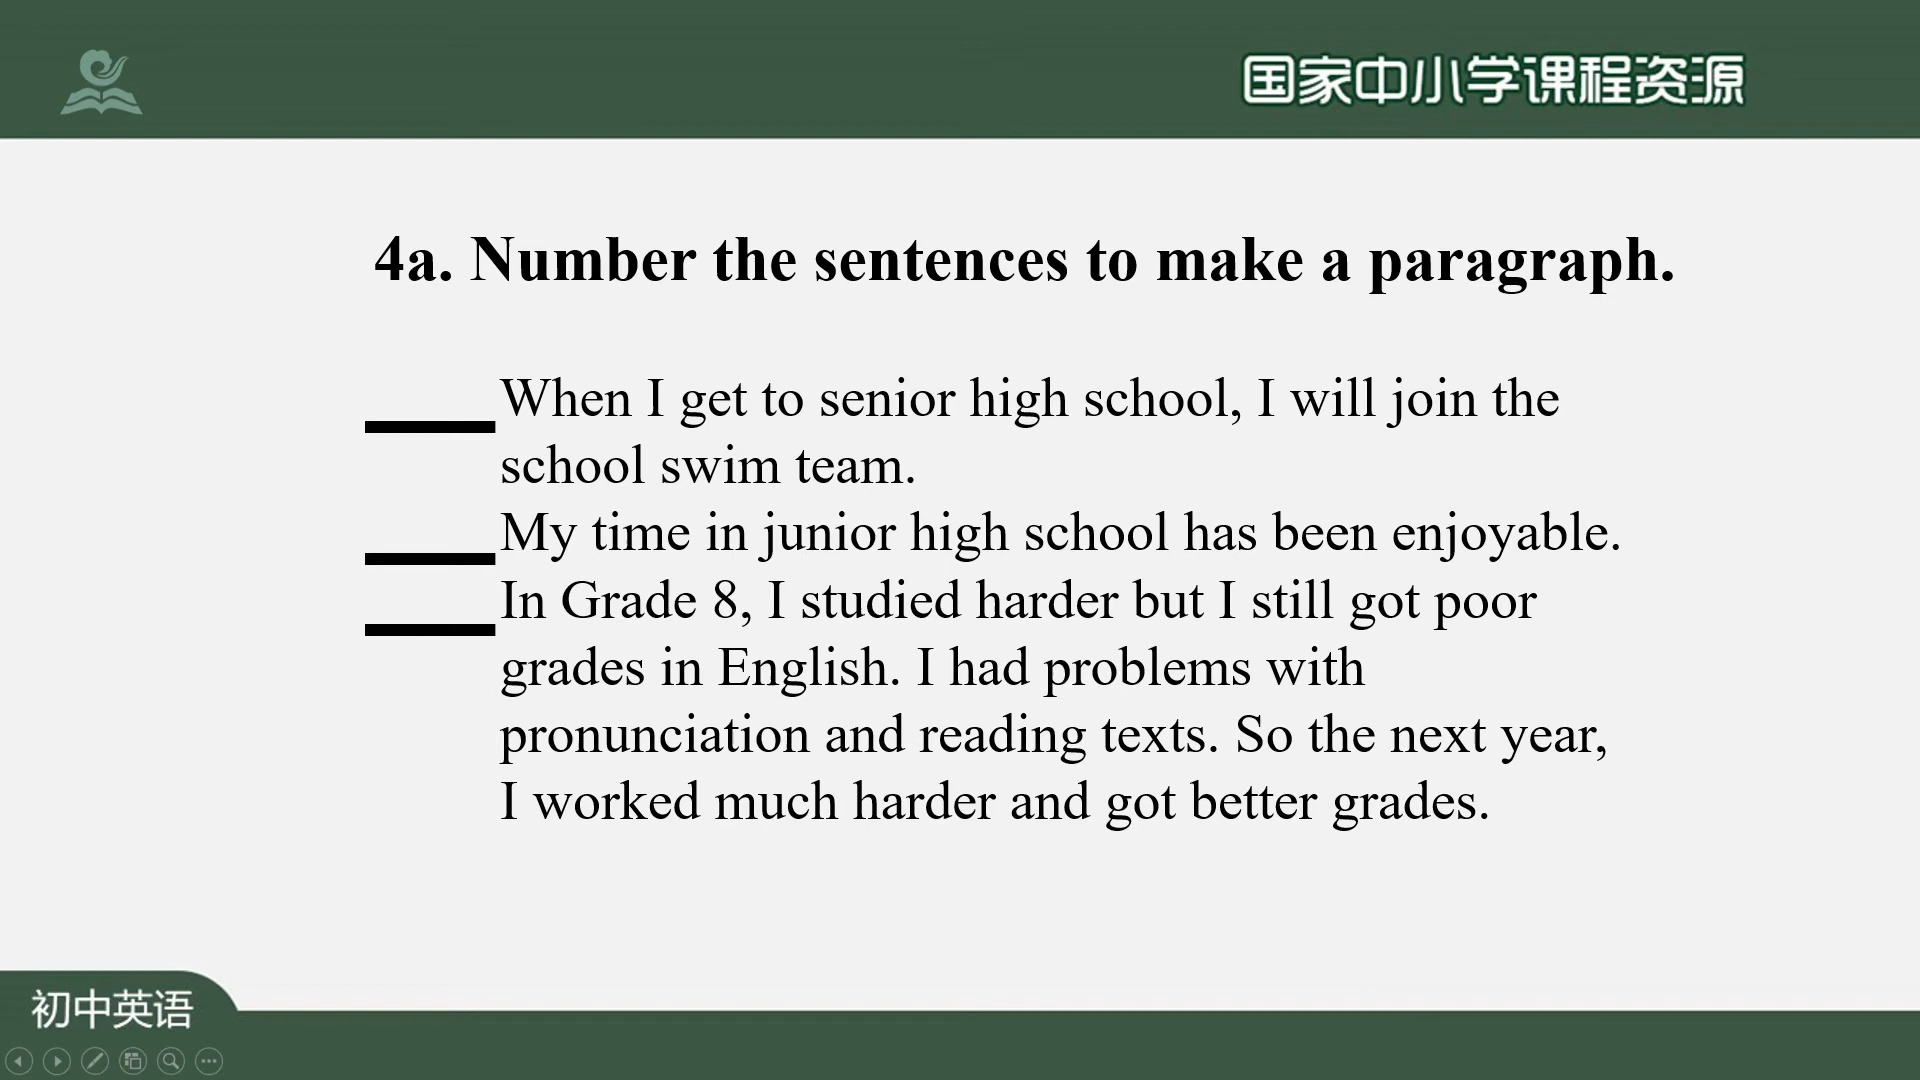 国家中小学课程资源
4a. Number the sentences to make a paragraph.
When I get to senior high school, I will join the
school swim team.
My time in junior high school has been enjoyable.
In Grade 8, I studied harder but I still got poor
grades in English. I had problems with
pronunciation and reading texts. So the next year,
I worked much harder and got better grades.
初中英语